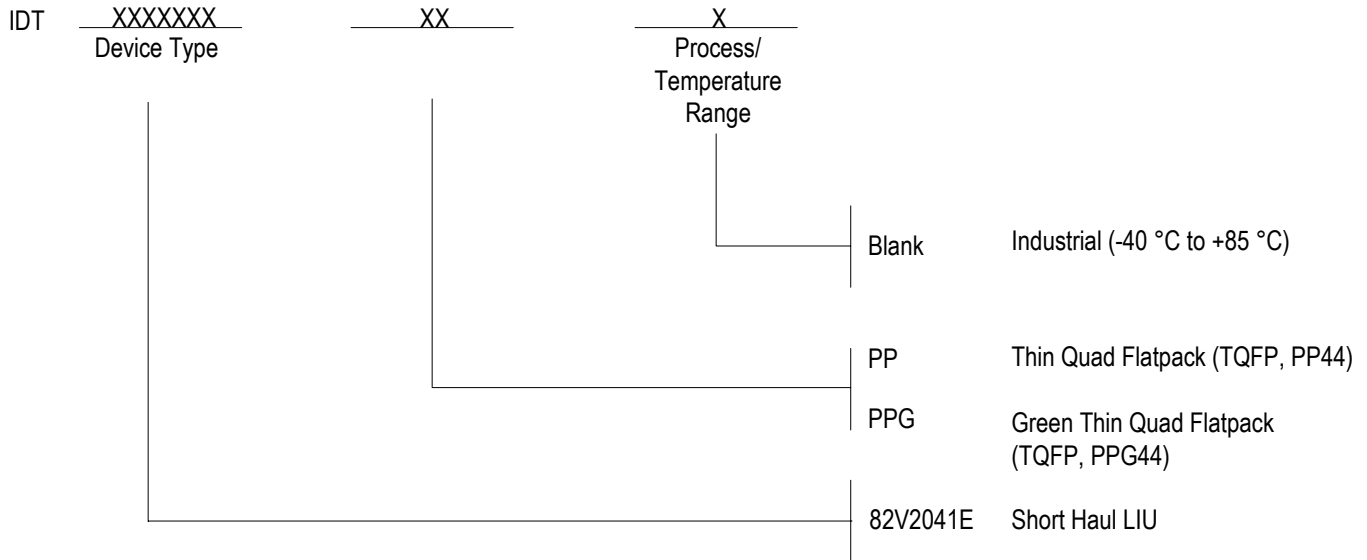 IDT XXXXXXX XX X
Device Type
Process/
Temperature
Range
Blank Industrial (-40 °C to +85 °C)
PP Thin Quad Flatpack (TQFP, PP44)
PPG Green Thin Quad Flatpack
(TQFP, PPG44)
82V2041E Short Haul LIU